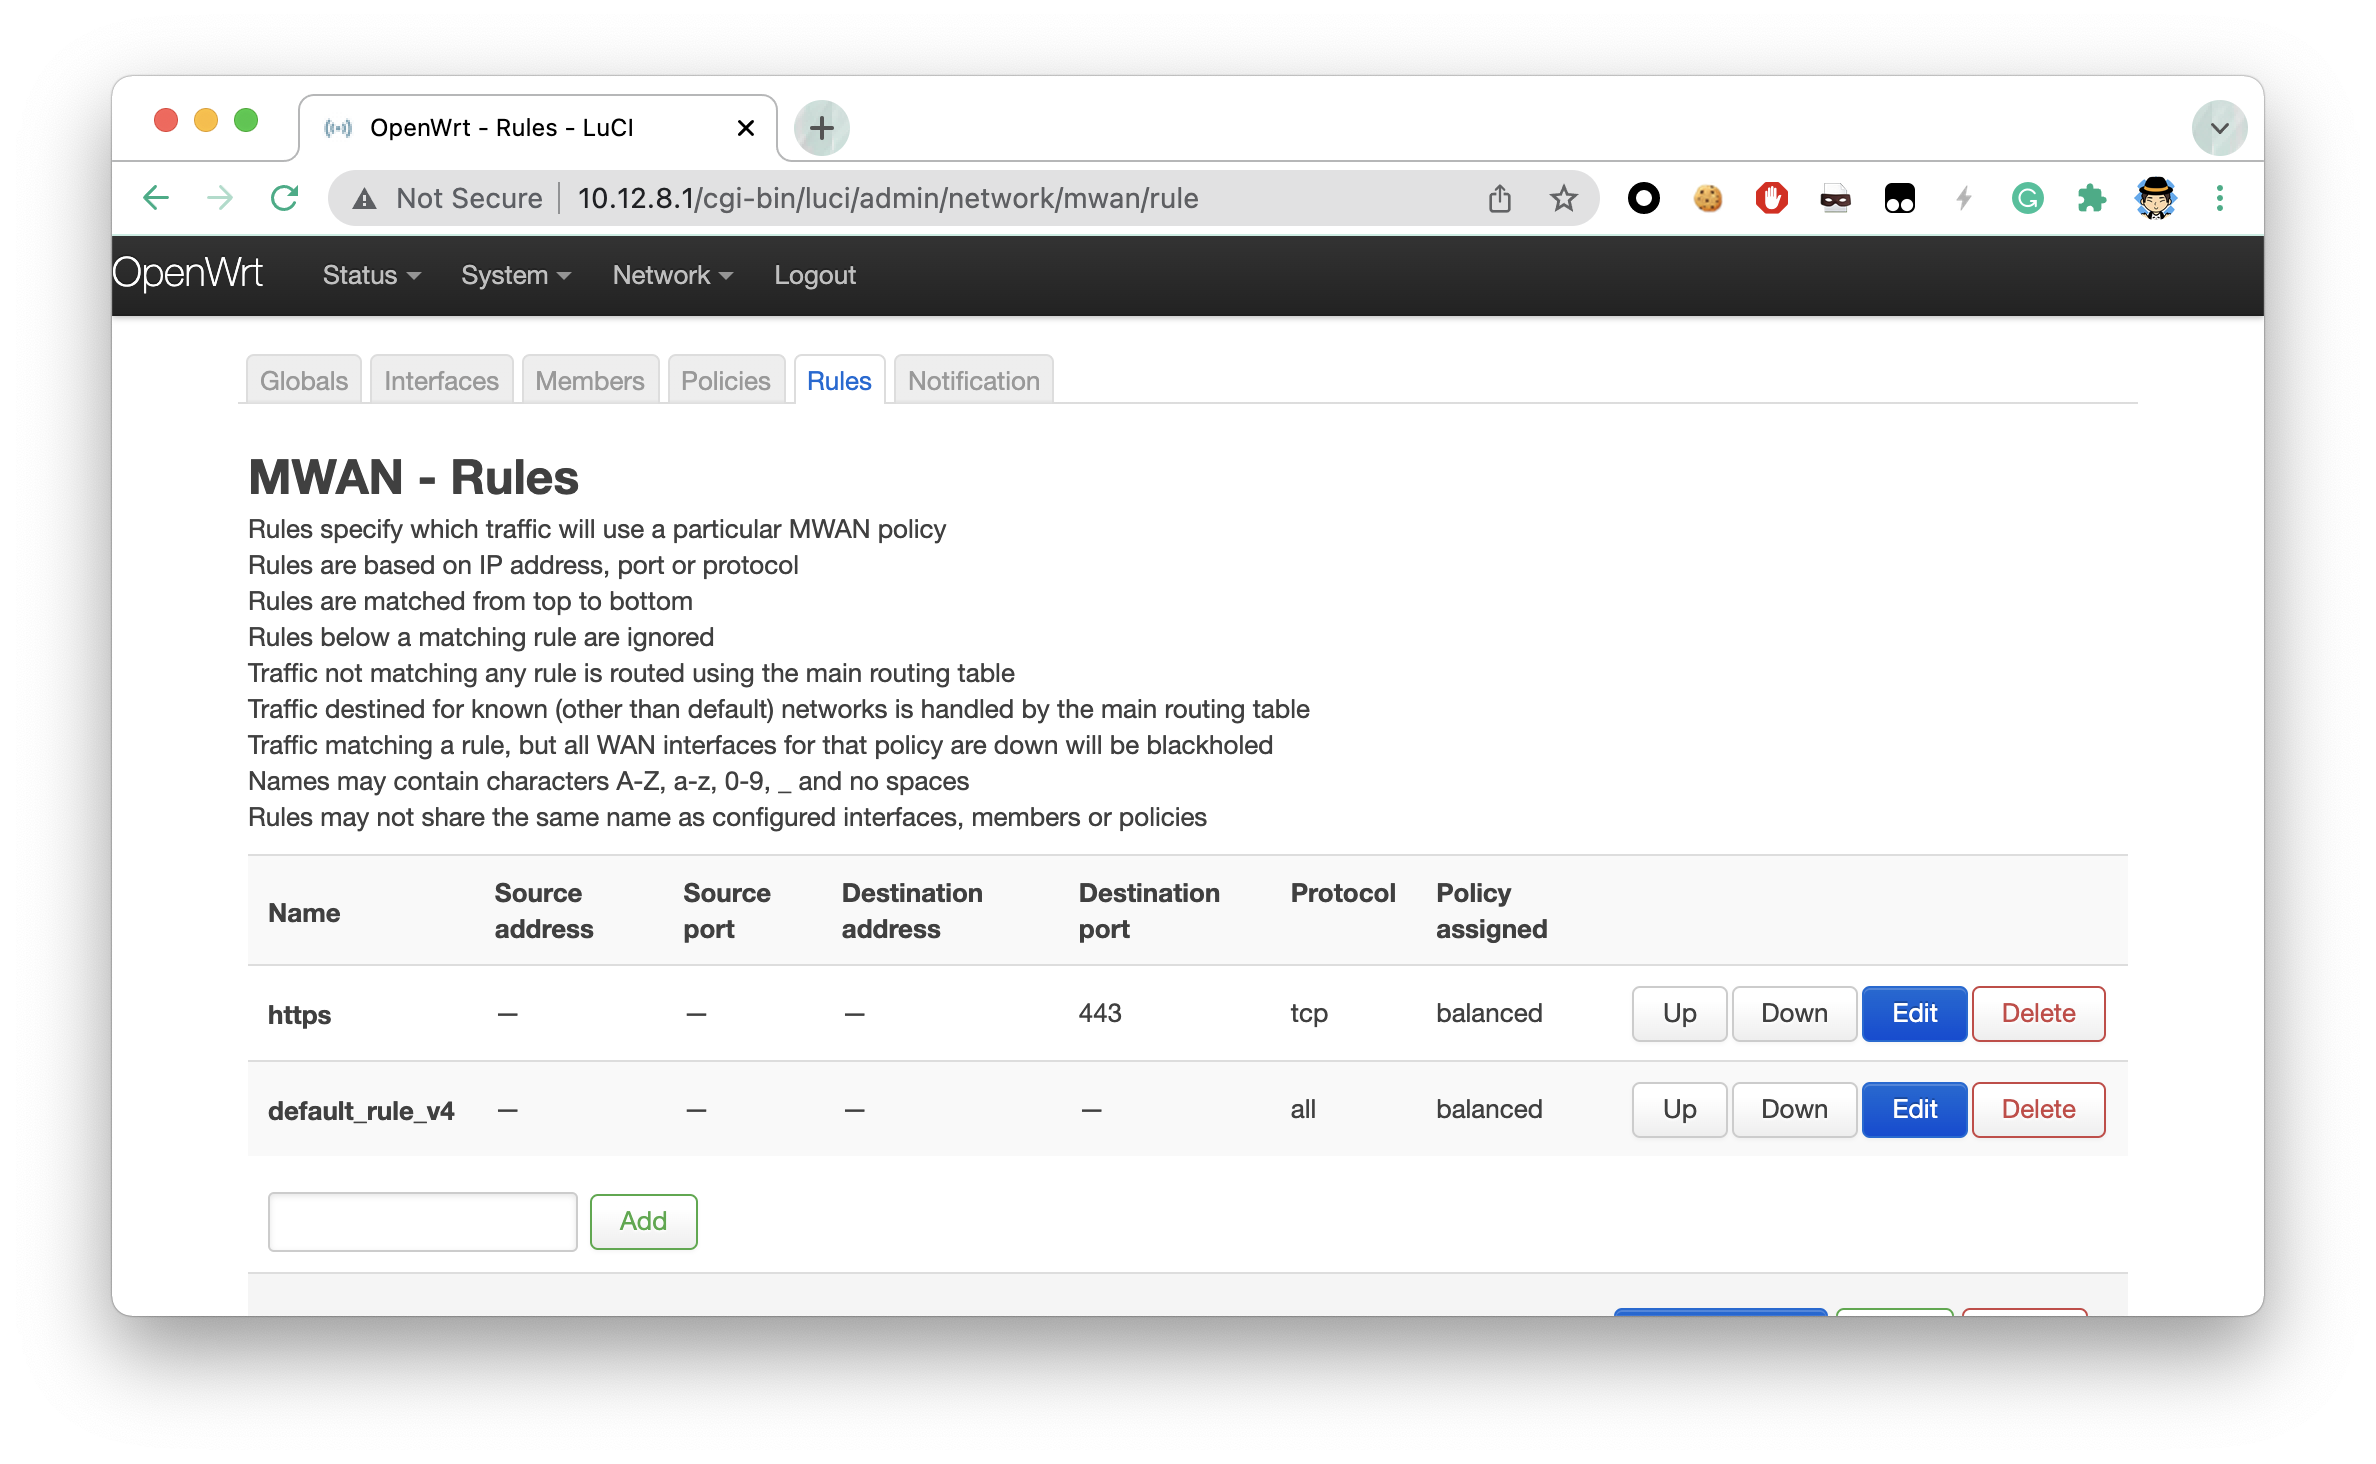 OpenWrt - Rules - LuCI
Not Secure 10.12.8.1/cgi-bin/luci/admin/network/mwan/rule
OpenWrt Status System Network Logout
Globals Interfaces Members Policies Rules Notification
MWAN - Rules
Rules specify which traffic will use a particular MWAN policy
Rules are based on IP address, port or protocol
Rules are matched from top to bottom
Rules below a matching rule are ignored
Traffic not matching any rule is routed using the main routing table
Traffic destined for known (other than default) networks is handled by the main routing table
Traffic matching a rule, but all WAN interfaces for that policy are down will be blackholed
Names may contain characters A-Z, a-z, 0-9, _ and no spaces
Rules may not share the same name as configured interfaces, members or policies
Name Source address Source port Destination address Destination port Protocol Policy assigned
https — — — 443 tcp balanced Up Down Edit Delete
default_rule_v4 — — — — all balanced Up Down Edit Delete
Add